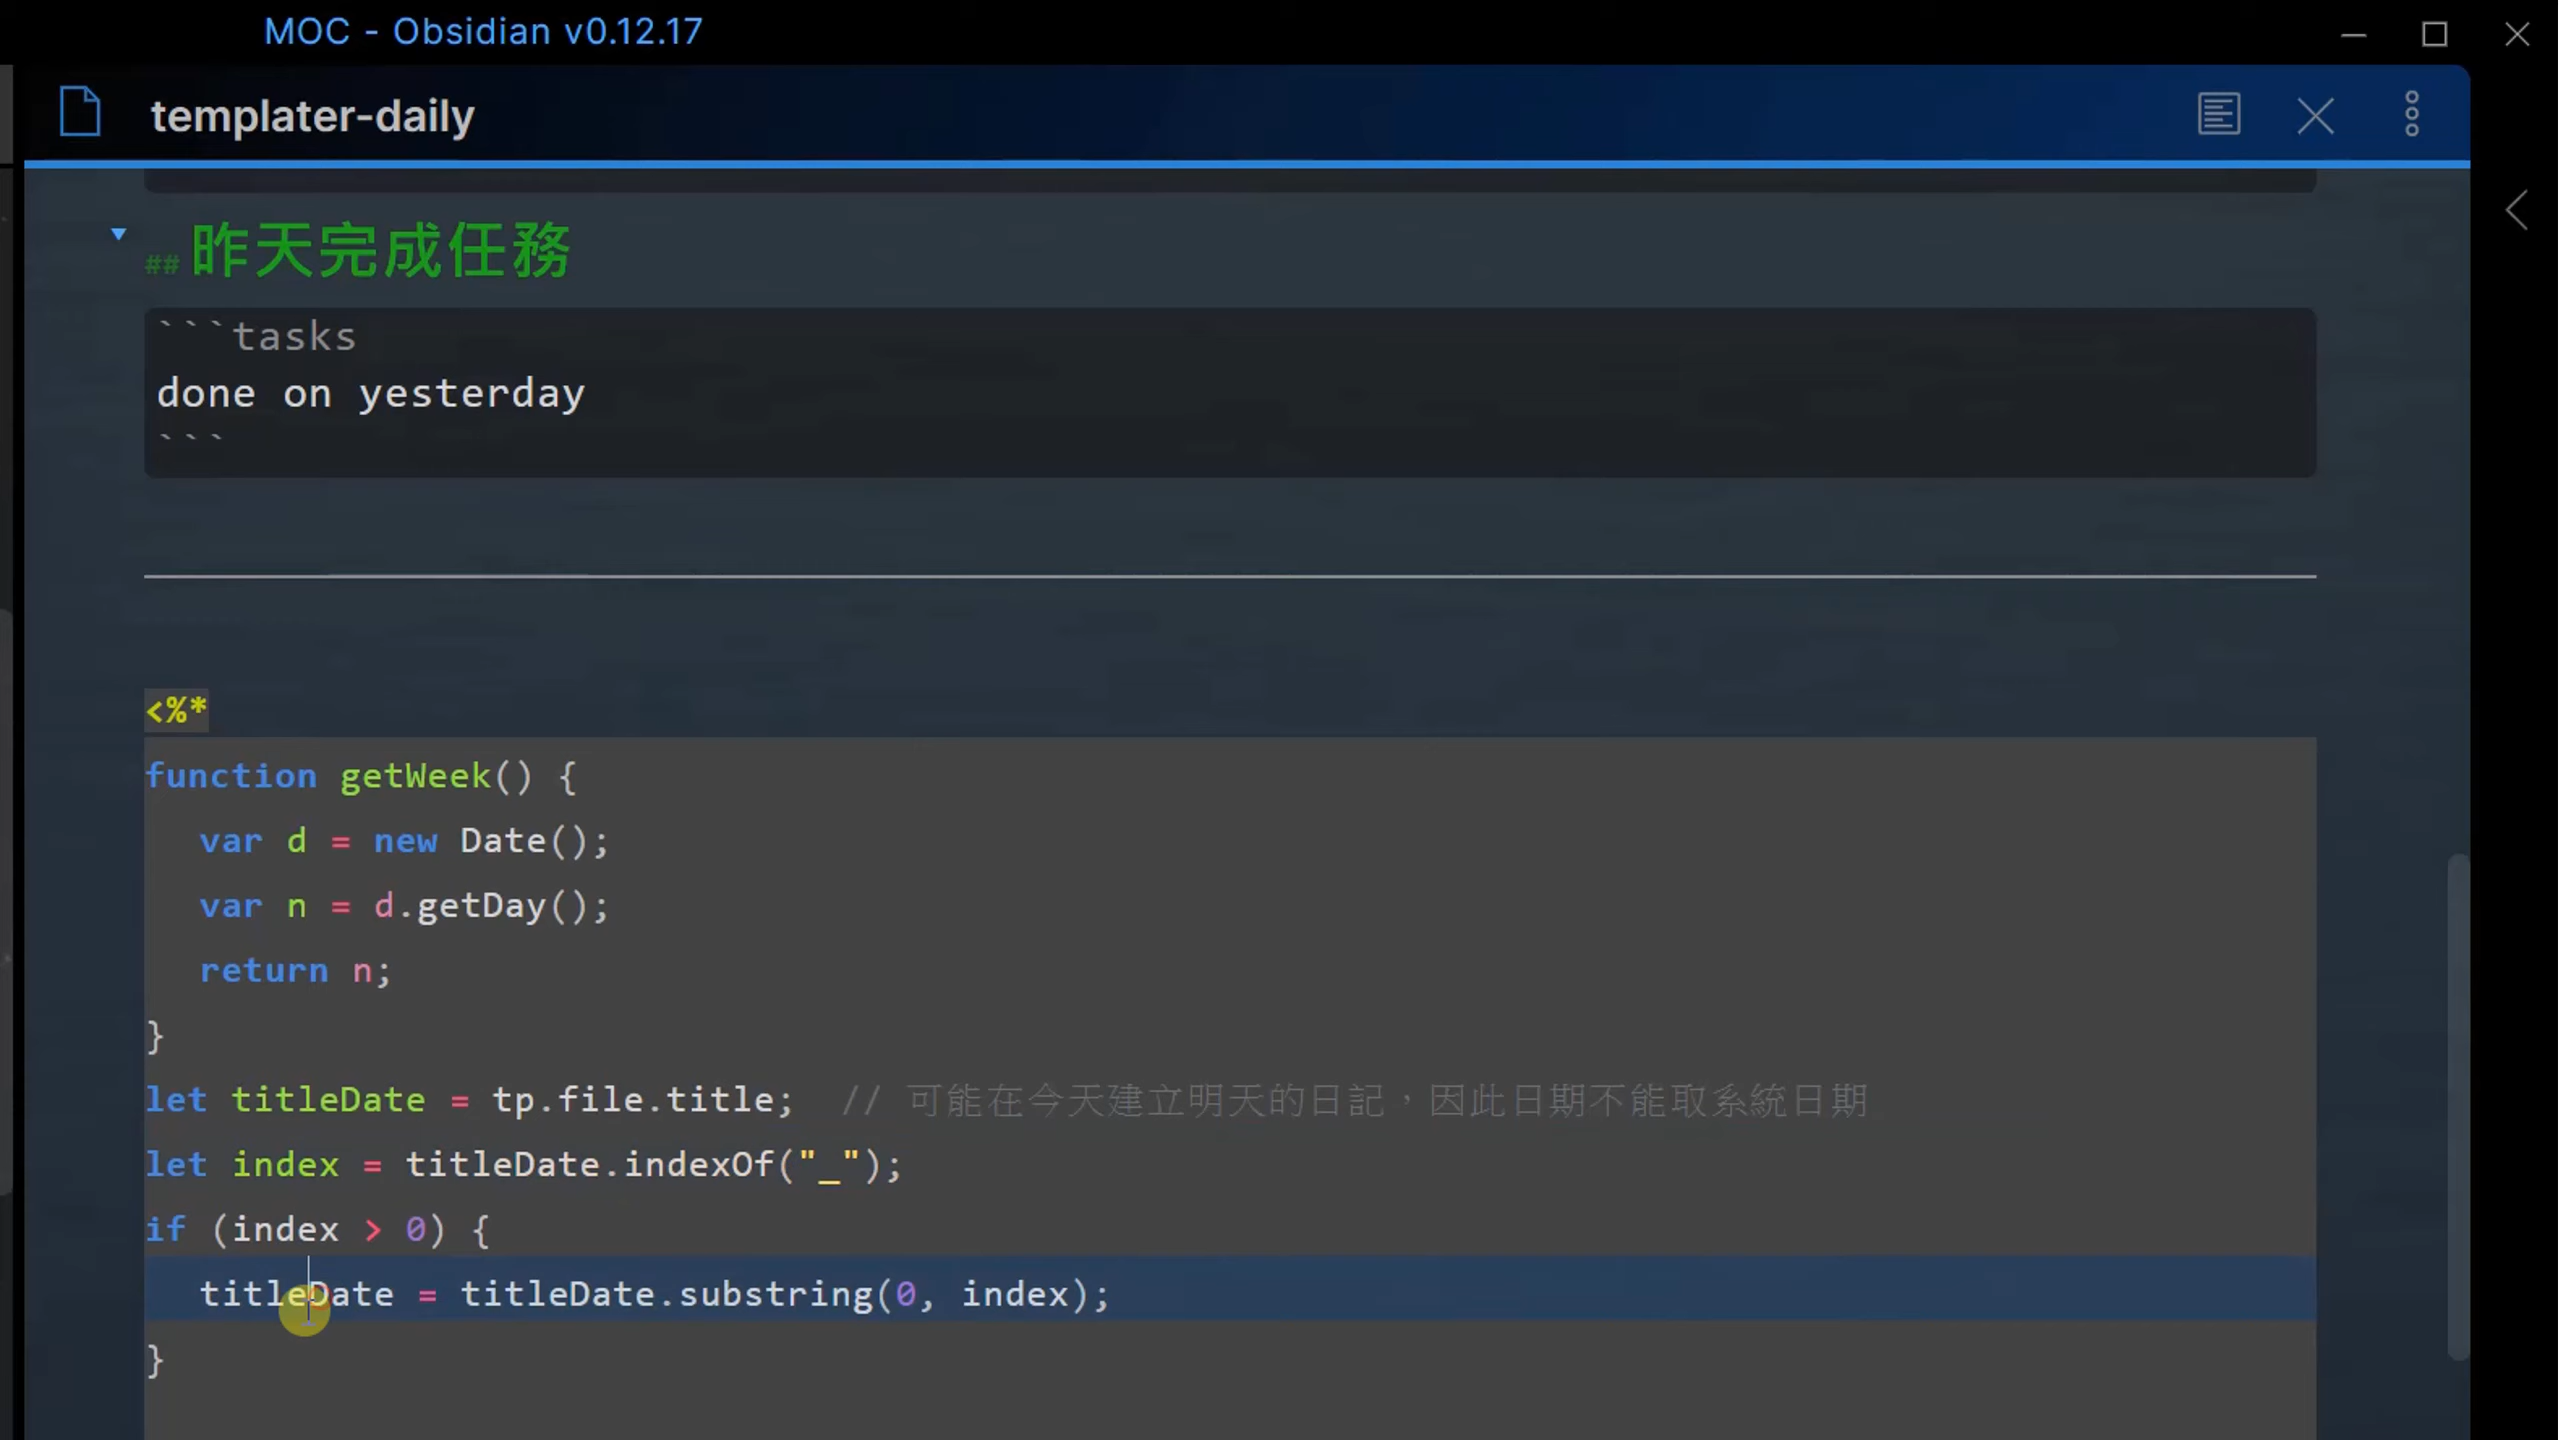 MOC - Obsidian v0.12.17
templater-daily
## 昨天完成任務
```tasks
done on yesterday
```
<%*
function getWeek() {
var d = new Date();
var n = d.getDay();
return n;
}
let titleDate = tp.file.title; // 可能在今天建立明天的日記，因此日期不能取系統日期
let index = titleDate.indexOf("_");
if (index > 0) {
titleDate = titleDate.substring(0, index);
}